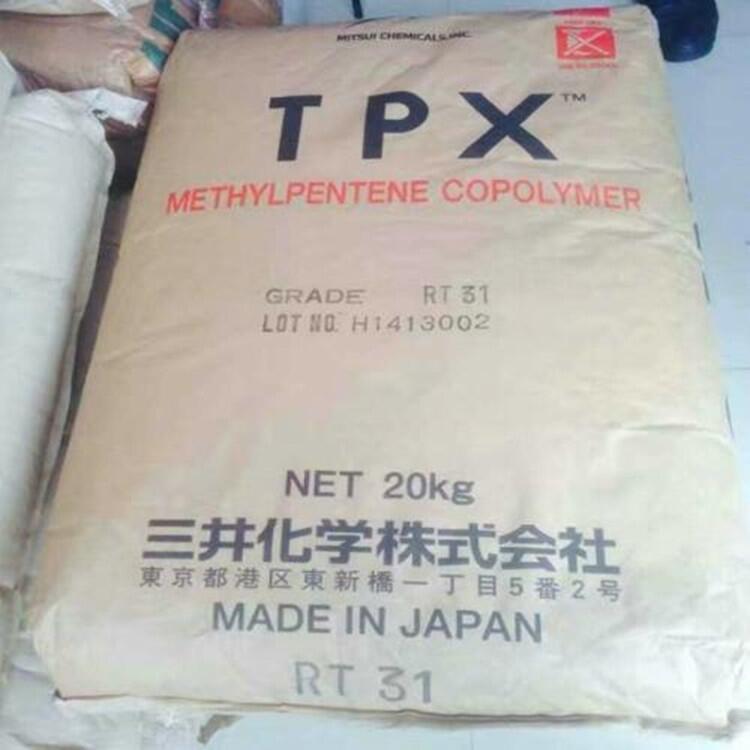 MITSUI CHEMICALS, INC.
TPX™
METHYLPENTENE COPOLYMER
GRADE RT 31
LOT NO. H1413002
NET 20kg
三井化学株式会社
東京都港区東新橋一丁目5番2号
MADE IN JAPAN
RT 31